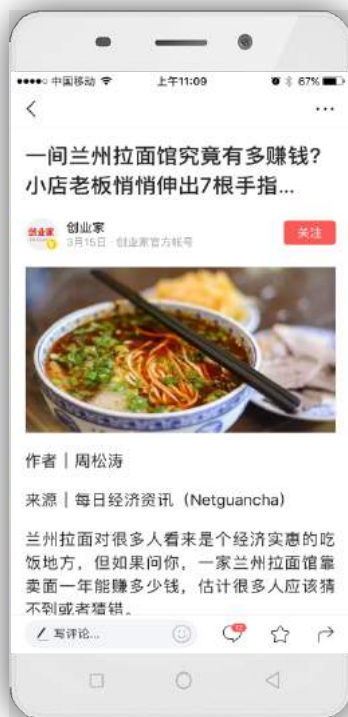 中国移动 上午11:09 67%
一间兰州拉面馆究竟有多赚钱?
小店老板悄悄伸出7根手指...
创业家
创业家
关注
3月15日 · 创业家官方帐号
作者｜周松涛
来源｜每日经济资讯（Netguancha）
兰州拉面对很多人看来是个经济实惠的吃
饭地方，但如果问你，一家兰州拉面馆靠
卖面一年能赚多少钱，估计很多人应该猜
不到或者猜错。
写评论...